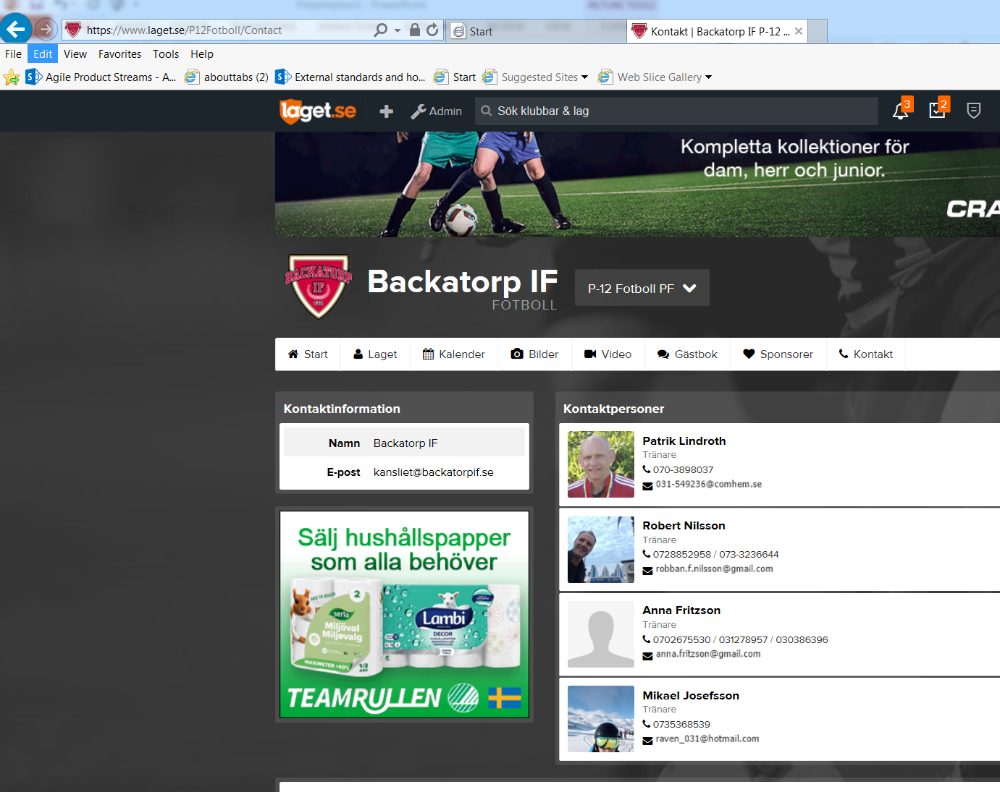 https://www.laget.se/P12Fotboll/Contact
Start
Kontakt | Backatorp IF P-12 ...
File Edit View Favorites Tools Help
Agile Product Streams - A... abouttabs (2) External standards and ho... Start Suggested Sites Web Slice Gallery
laget.se
Admin
Sök klubbar & lag
3
2
Kompletta kollektioner för
dam, herr och junior.
CRA
BACKATORP
IF
1995
Backatorp IF
FOTBOLL
P-12 Fotboll PF
Start Laget Kalender Bilder Video Gästbok Sponsorer Kontakt
Kontaktinformation
Namn Backatorp IF
E-post kansliet@backatorpif.se
Sälj hushållspapper
som alla behöver
2
serla
Miljöval
Miljøvalg
MAXIMETER +40%
1/2
ARK
Lambi
DECOR
TEAMRULLEN
Kontaktpersoner
Patrik Lindroth
Tränare
070-3898037
031-549236@comhem.se
Robert Nilsson
Tränare
0728852958 / 073-3236644
robban.f.nilsson@gmail.com
Anna Fritzson
Tränare
0702675530 / 031278957 / 030386396
anna.fritzson@gmail.com
Mikael Josefsson
Tränare
0735368539
raven_031@hotmail.com